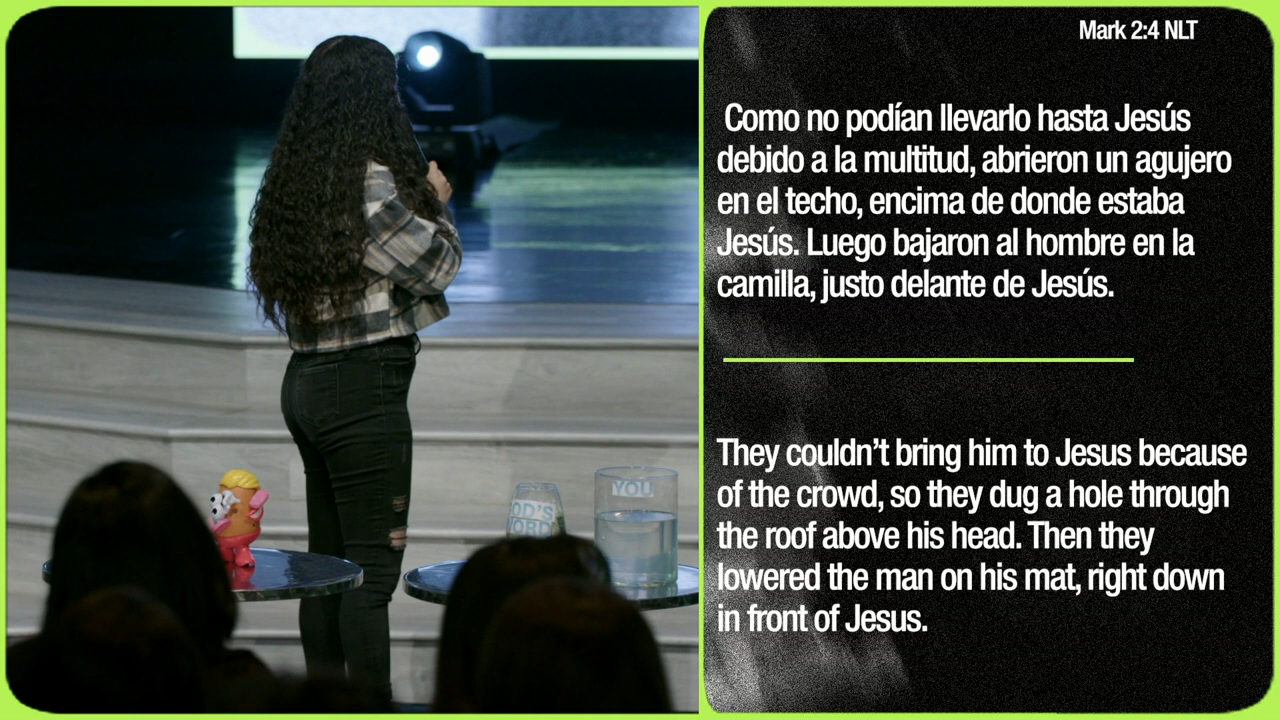 Mark 2:4 NLT
Como no podían llevarlo hasta Jesús
debido a la multitud, abrieron un agujero
en el techo, encima de donde estaba
Jesús. Luego bajaron al hombre en la
camilla, justo delante de Jesús.
They couldn’t bring him to Jesus because
of the crowd, so they dug a hole through
the roof above his head. Then they
lowered the man on his mat, right down
in front of Jesus.
YOU
OD'S
WORD